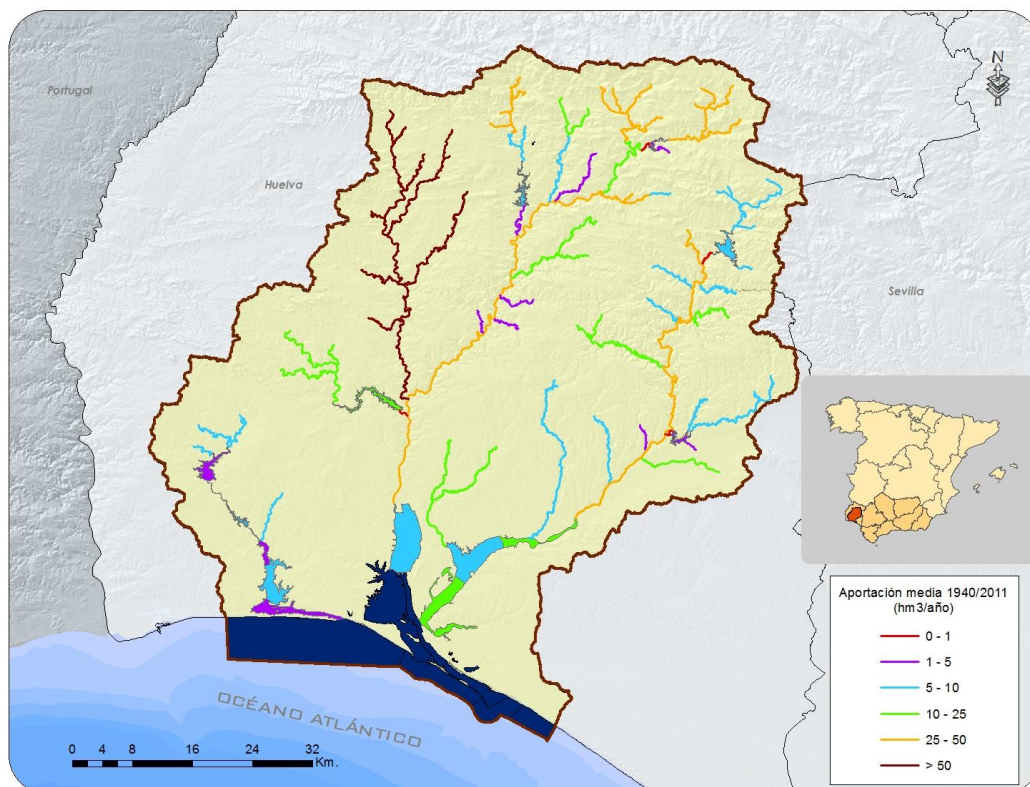 Portugal
N
Huelva
Sevilla
OCÉANO ATLÁNTICO
0 4 8 16 24 32
Km.
Aportación media 1940/2011
(hm3/año)
0 - 1
1 - 5
5 - 10
10 - 25
25 - 50
> 50